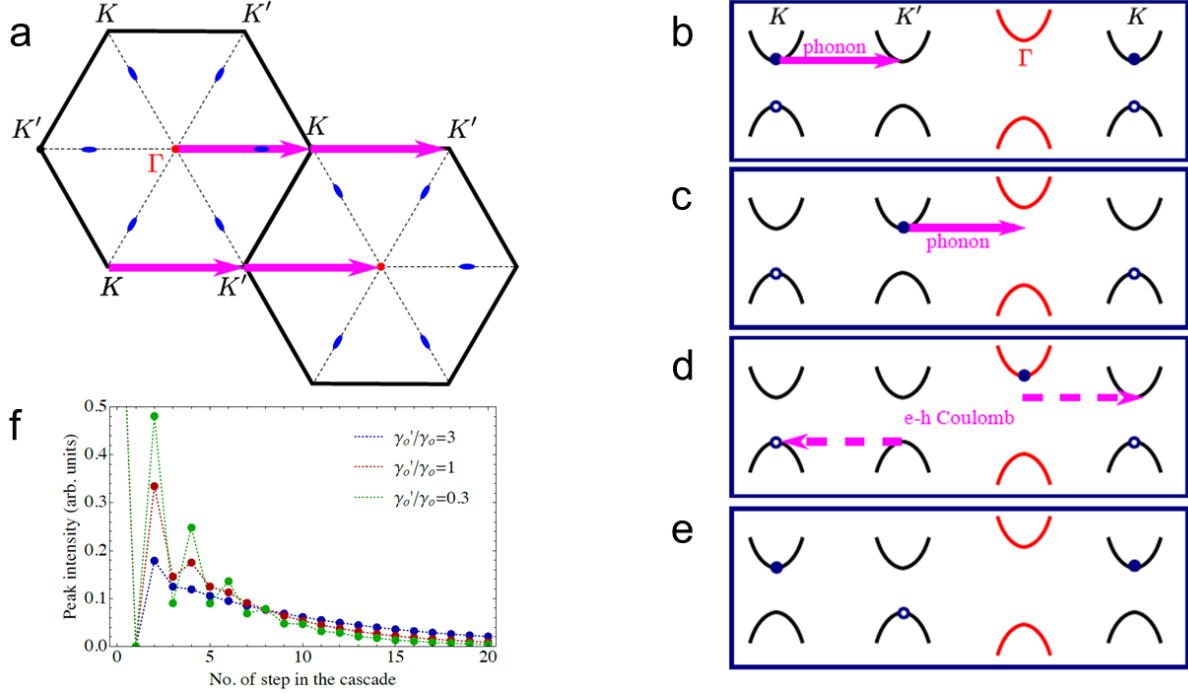 a
K
K′
K′
Γ
K
K′
K
K′
b
K
K′
Γ
K
phonon
c
phonon
d
e-h Coulomb
e
f
Peak intensity (arb. units)
0.5
0.4
0.3
0.2
0.1
0.0
γo'/γo=3
γo'/γo=1
γo'/γo=0.3
0 5 10 15 20
No. of step in the cascade